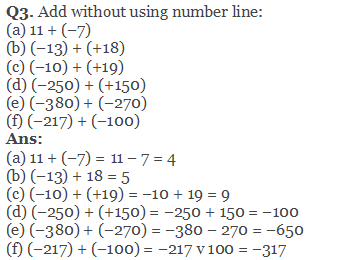 Q3. Add without using number line:
(a) 11 + (−7)
(b) (−13) + (+18)
(c) (−10) + (+19)
(d) (−250) + (+150)
(e) (−380) + (−270)
(f) (−217) + (−100)
Ans:
(a) 11 + (−7) = 11 – 7 = 4
(b) (−13) + 18 = 5
(c) (−10) + (+19) = −10 + 19 = 9
(d) (−250) + (+150) = −250 + 150 = −100
(e) (−380) + (−270) = −380 – 270 = −650
(f) (−217) + (−100) = −217 v 100 = −317